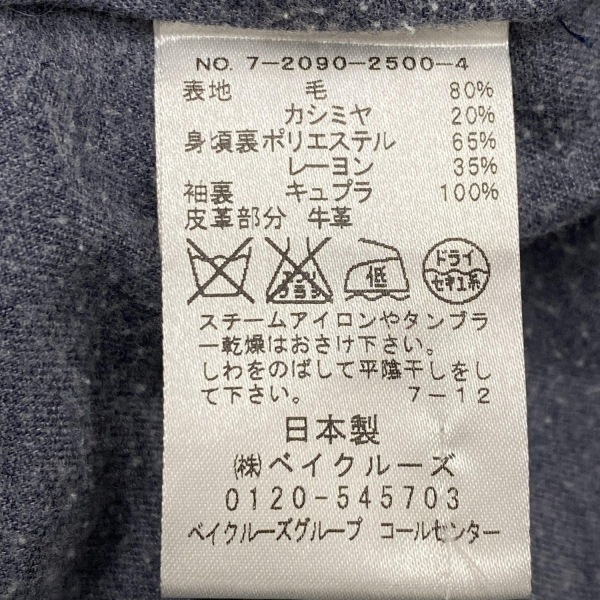 NO. 7-2090-2500-4
表地 毛 80%
カシミヤ 20%
身頃裏ポリエステル 65%
レーヨン 35%
袖裏 キュプラ 100%
皮革部分 牛革
エンソ 低 ドライ
ブラシ セキユ系
スチームアイロンやタンブラ
ー乾燥はおさけ下さい。
しわをのばして平陰干しをし
て下さい。 7-12
日本製
(株)ベイクルーズ
0120-545703
ベイクルーズグループ コールセンター